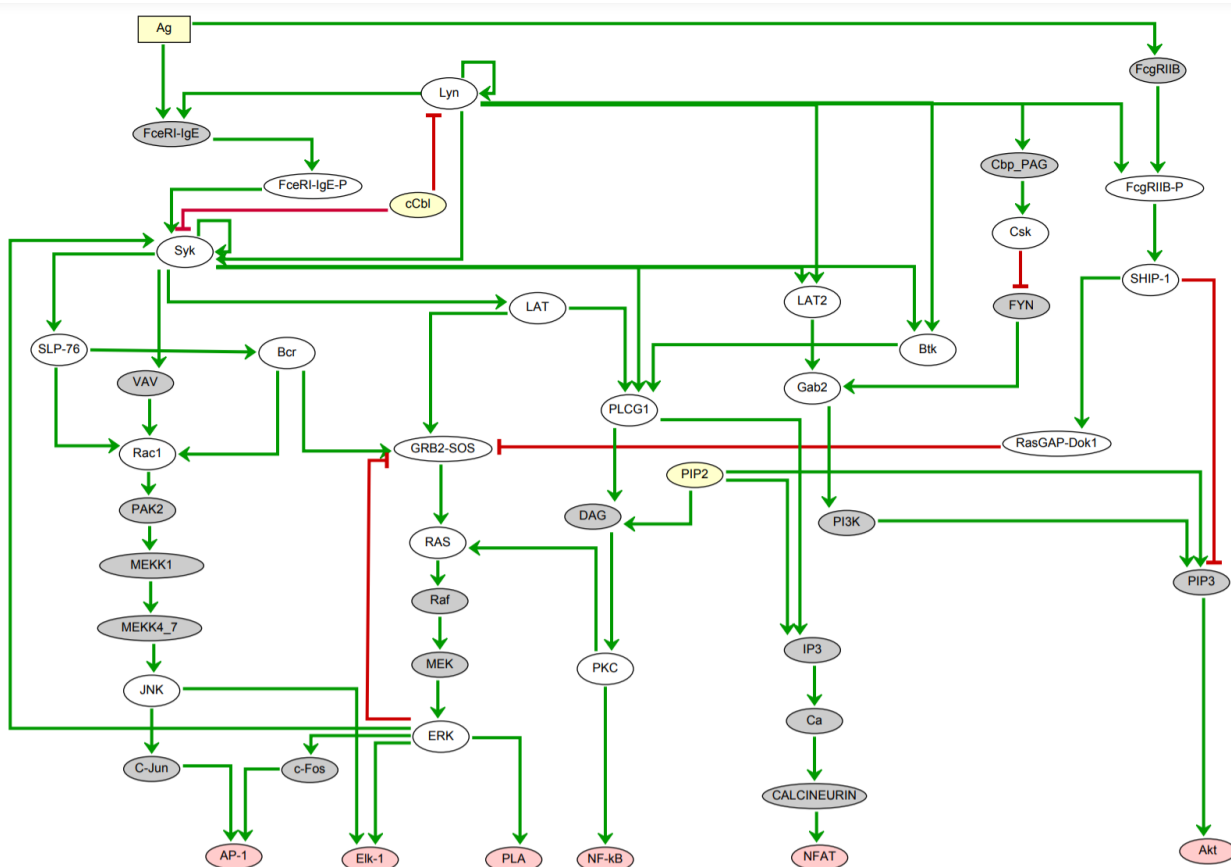 Ag
FcgRIIB
Lyn
FceRI-IgE
Cbp_PAG
FceRI-IgE-P
FcgRIIB-P
cCbl
Csk
Syk
SHIP-1
LAT
LAT2
FYN
SLP-76
Bcr
Btk
VAV
Gab2
PLCG1
RasGAP-Dok1
Rac1
GRB2-SOS
PIP2
PAK2
DAG
PI3K
RAS
MEKK1
PIP3
Raf
MEKK4_7
IP3
MEK
PKC
JNK
Ca
ERK
C-Jun
c-Fos
CALCINEURIN
AP-1
Elk-1
PLA
NF-kB
NFAT
Akt